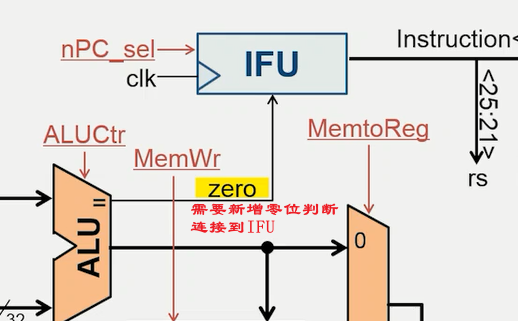 nPC_sel
IFU
clk
Instruction<
<25:21>
rs
ALUCtr
MemWr
MemtoReg
zero
需要新增零位判断
连接到IFU
=
ALU
0
32